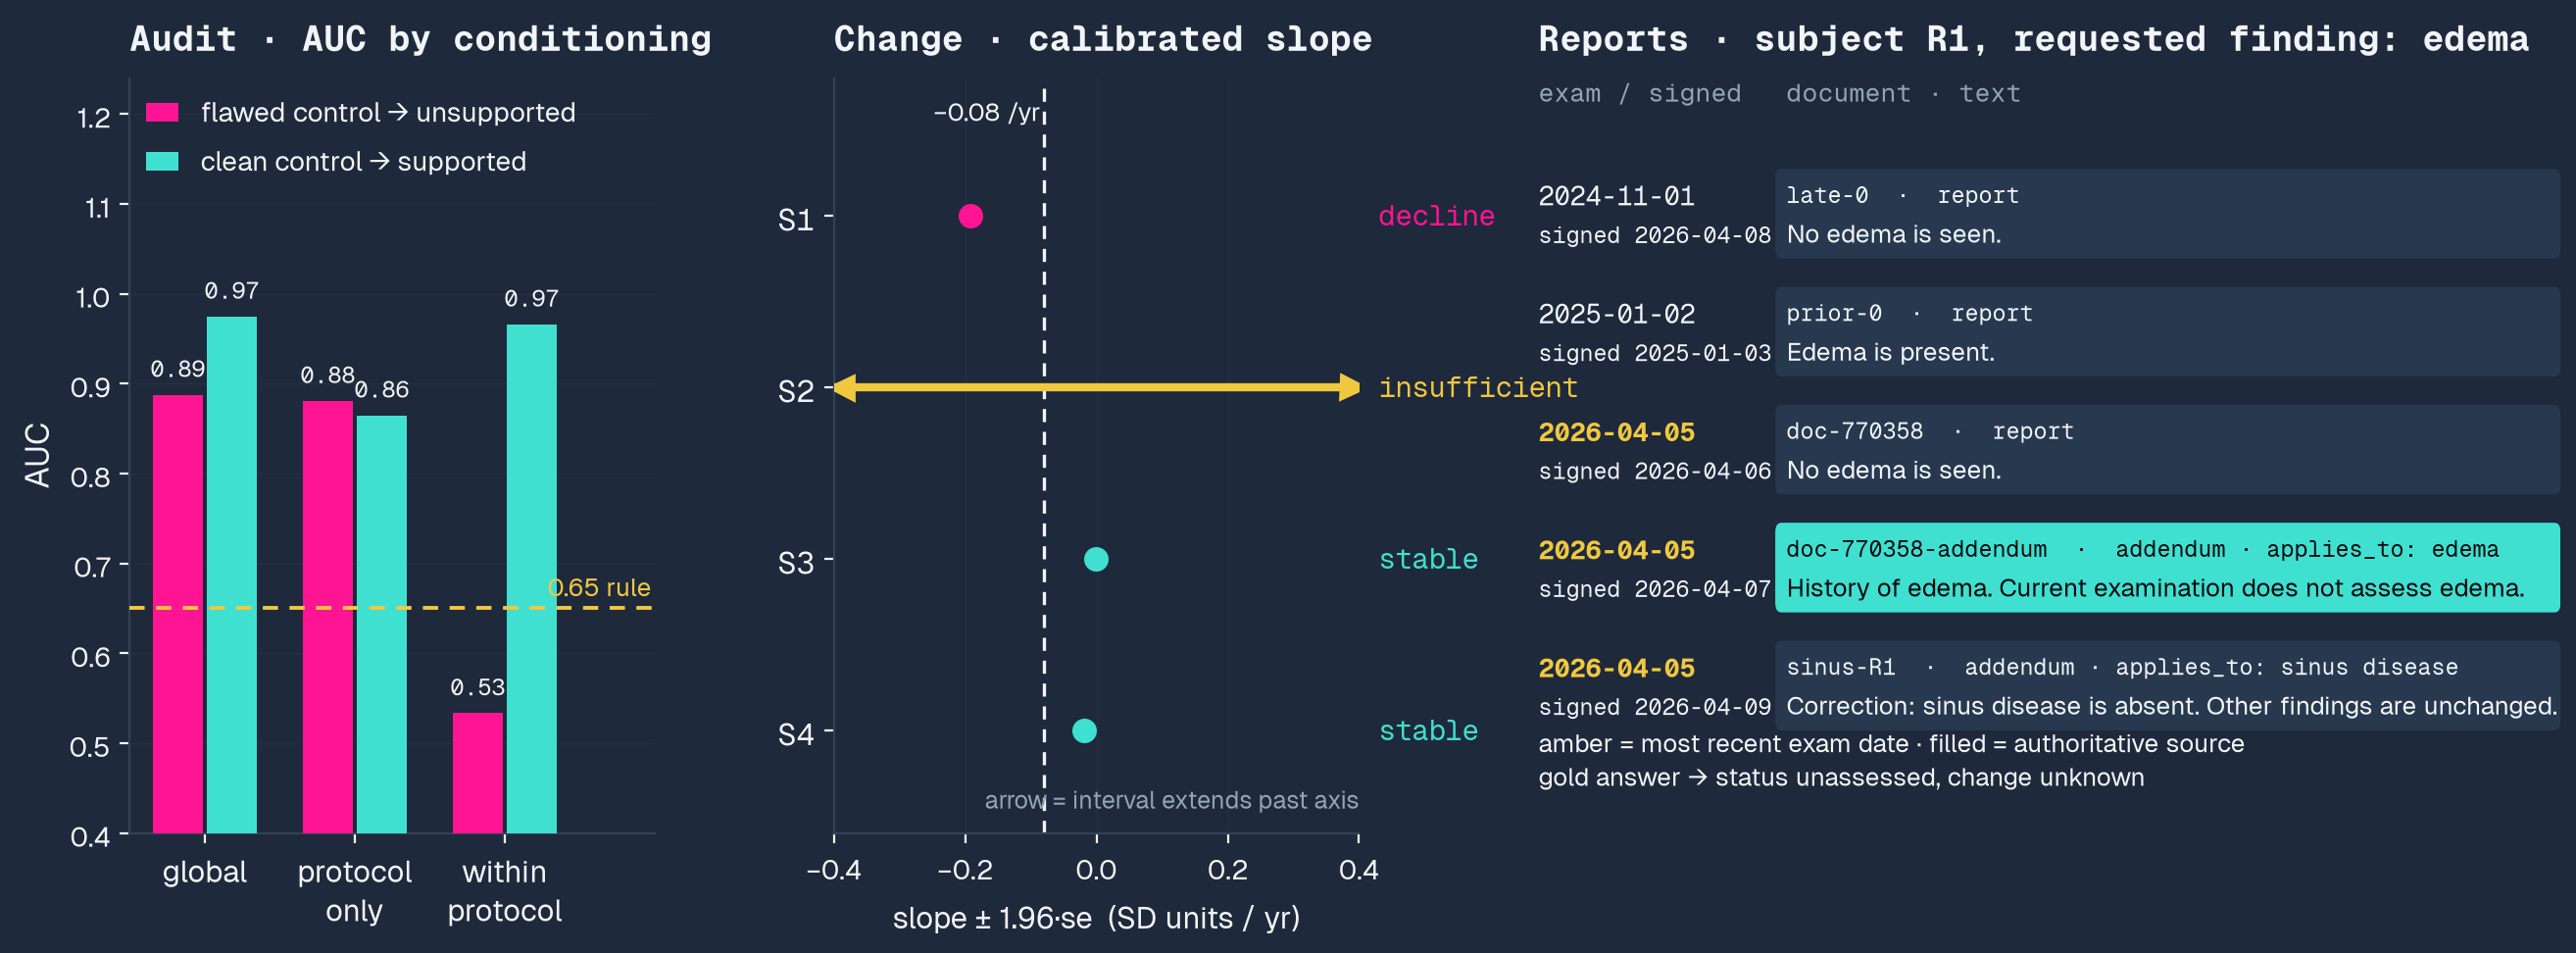 Audit · AUC by conditioning
flawed control → unsupported
clean control → supported
1.2
1.1
1.0
0.9
0.8
0.7
0.6
0.5
0.4
AUC
0.89
0.97
0.88
0.86
0.53
0.97
0.65 rule
global
protocol only
within protocol
Change · calibrated slope
−0.08 /yr
S1
decline
S2
insufficient
S3
stable
S4
stable
arrow = interval extends past axis
−0.4
−0.2
0.0
0.2
0.4
slope ± 1.96·se (SD units / yr)
Reports · subject R1, requested finding: edema
exam / signed
document · text
2024-11-01
signed 2026-04-08
late-0 · report
No edema is seen.
2025-01-02
signed 2025-01-03
prior-0 · report
Edema is present.
2026-04-05
signed 2026-04-06
doc-770358 · report
No edema is seen.
2026-04-05
signed 2026-04-07
doc-770358-addendum · addendum · applies_to: edema
History of edema. Current examination does not assess edema.
2026-04-05
signed 2026-04-09
sinus-R1 · addendum · applies_to: sinus disease
Correction: sinus disease is absent. Other findings are unchanged.
amber = most recent exam date · filled = authoritative source
gold answer → status unassessed, change unknown